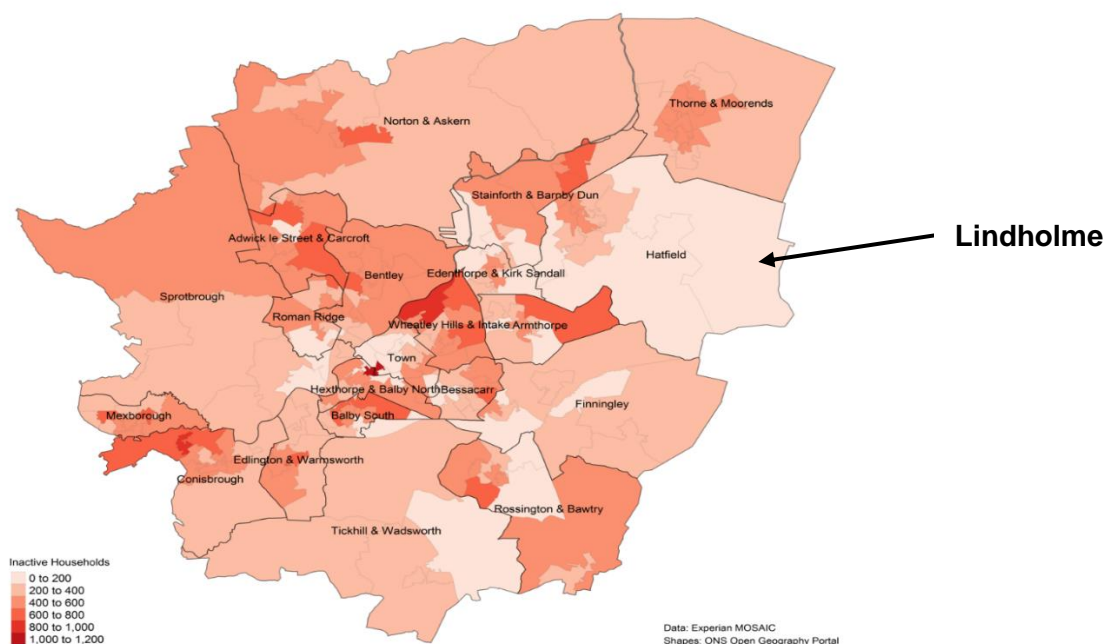 Thorne & Moorends
Norton & Askern
Stainforth & Barnby Dun
Lindholme
Adwick le Street & Carcroft
Hatfield
Bentley
Edenthorpe & Kirk Sandall
Sprotbrough
Roman Ridge
Wheatley Hills & Intake
Armthorpe
Town
Hexthorpe & Balby North
Bessacarr
Finningley
Mexborough
Balby South
Edlington & Warmsworth
Conisbrough
Rossington & Bawtry
Tickhill & Wadsworth
Inactive Households
0 to 200
200 to 400
400 to 600
600 to 800
800 to 1,000
1,000 to 1,200
Data: Experian MOSAIC
Shapes: ONS Open Geography Portal